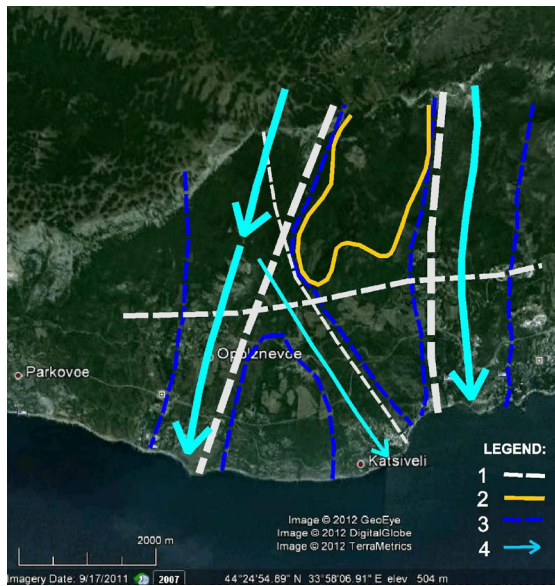 Opolznevoe
Parkovoe
Katsiveli
LEGEND:
1
2
3
4
Image © 2012 GeoEye
Image © 2012 DigitalGlobe
Image © 2012 TerraMetrics
2000 m
Imagery Date: 9/17/2011 2007 44°24'54.89" N 33°58'06.91" E elev 504 m